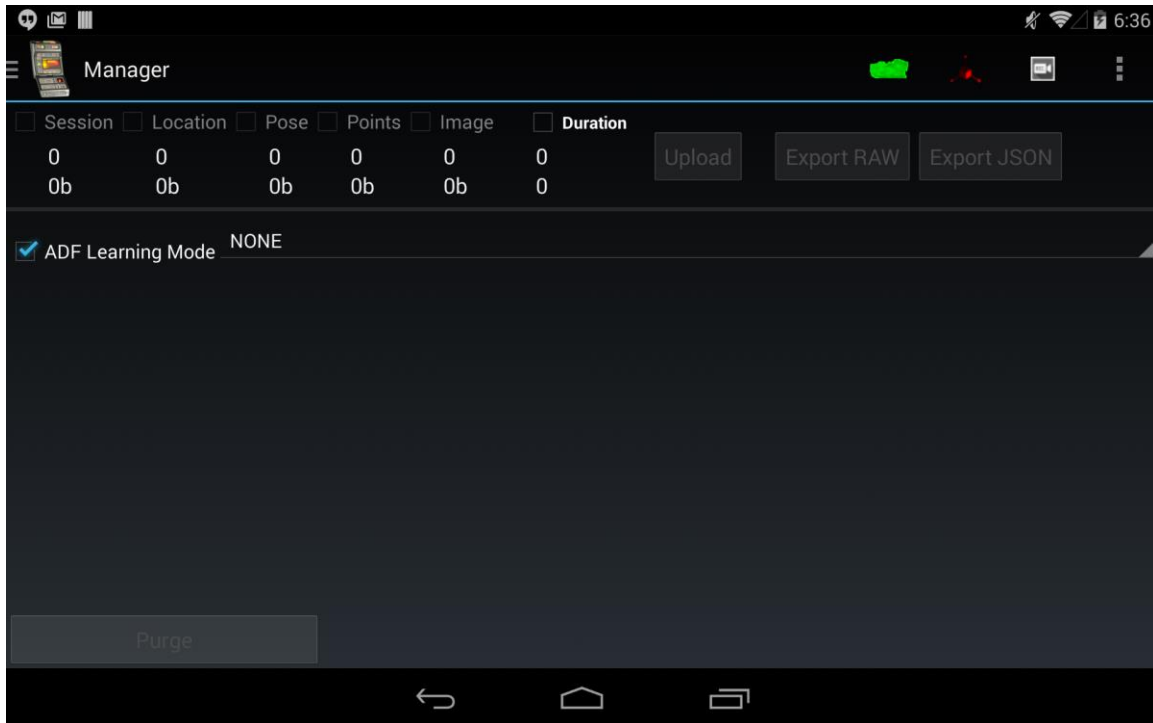 6:36
Manager
Session Location Pose Points Image Duration
0 0 0 0 0 0
Upload Export RAW Export JSON
0b 0b 0b 0b 0b 0
ADF Learning Mode NONE
Purge